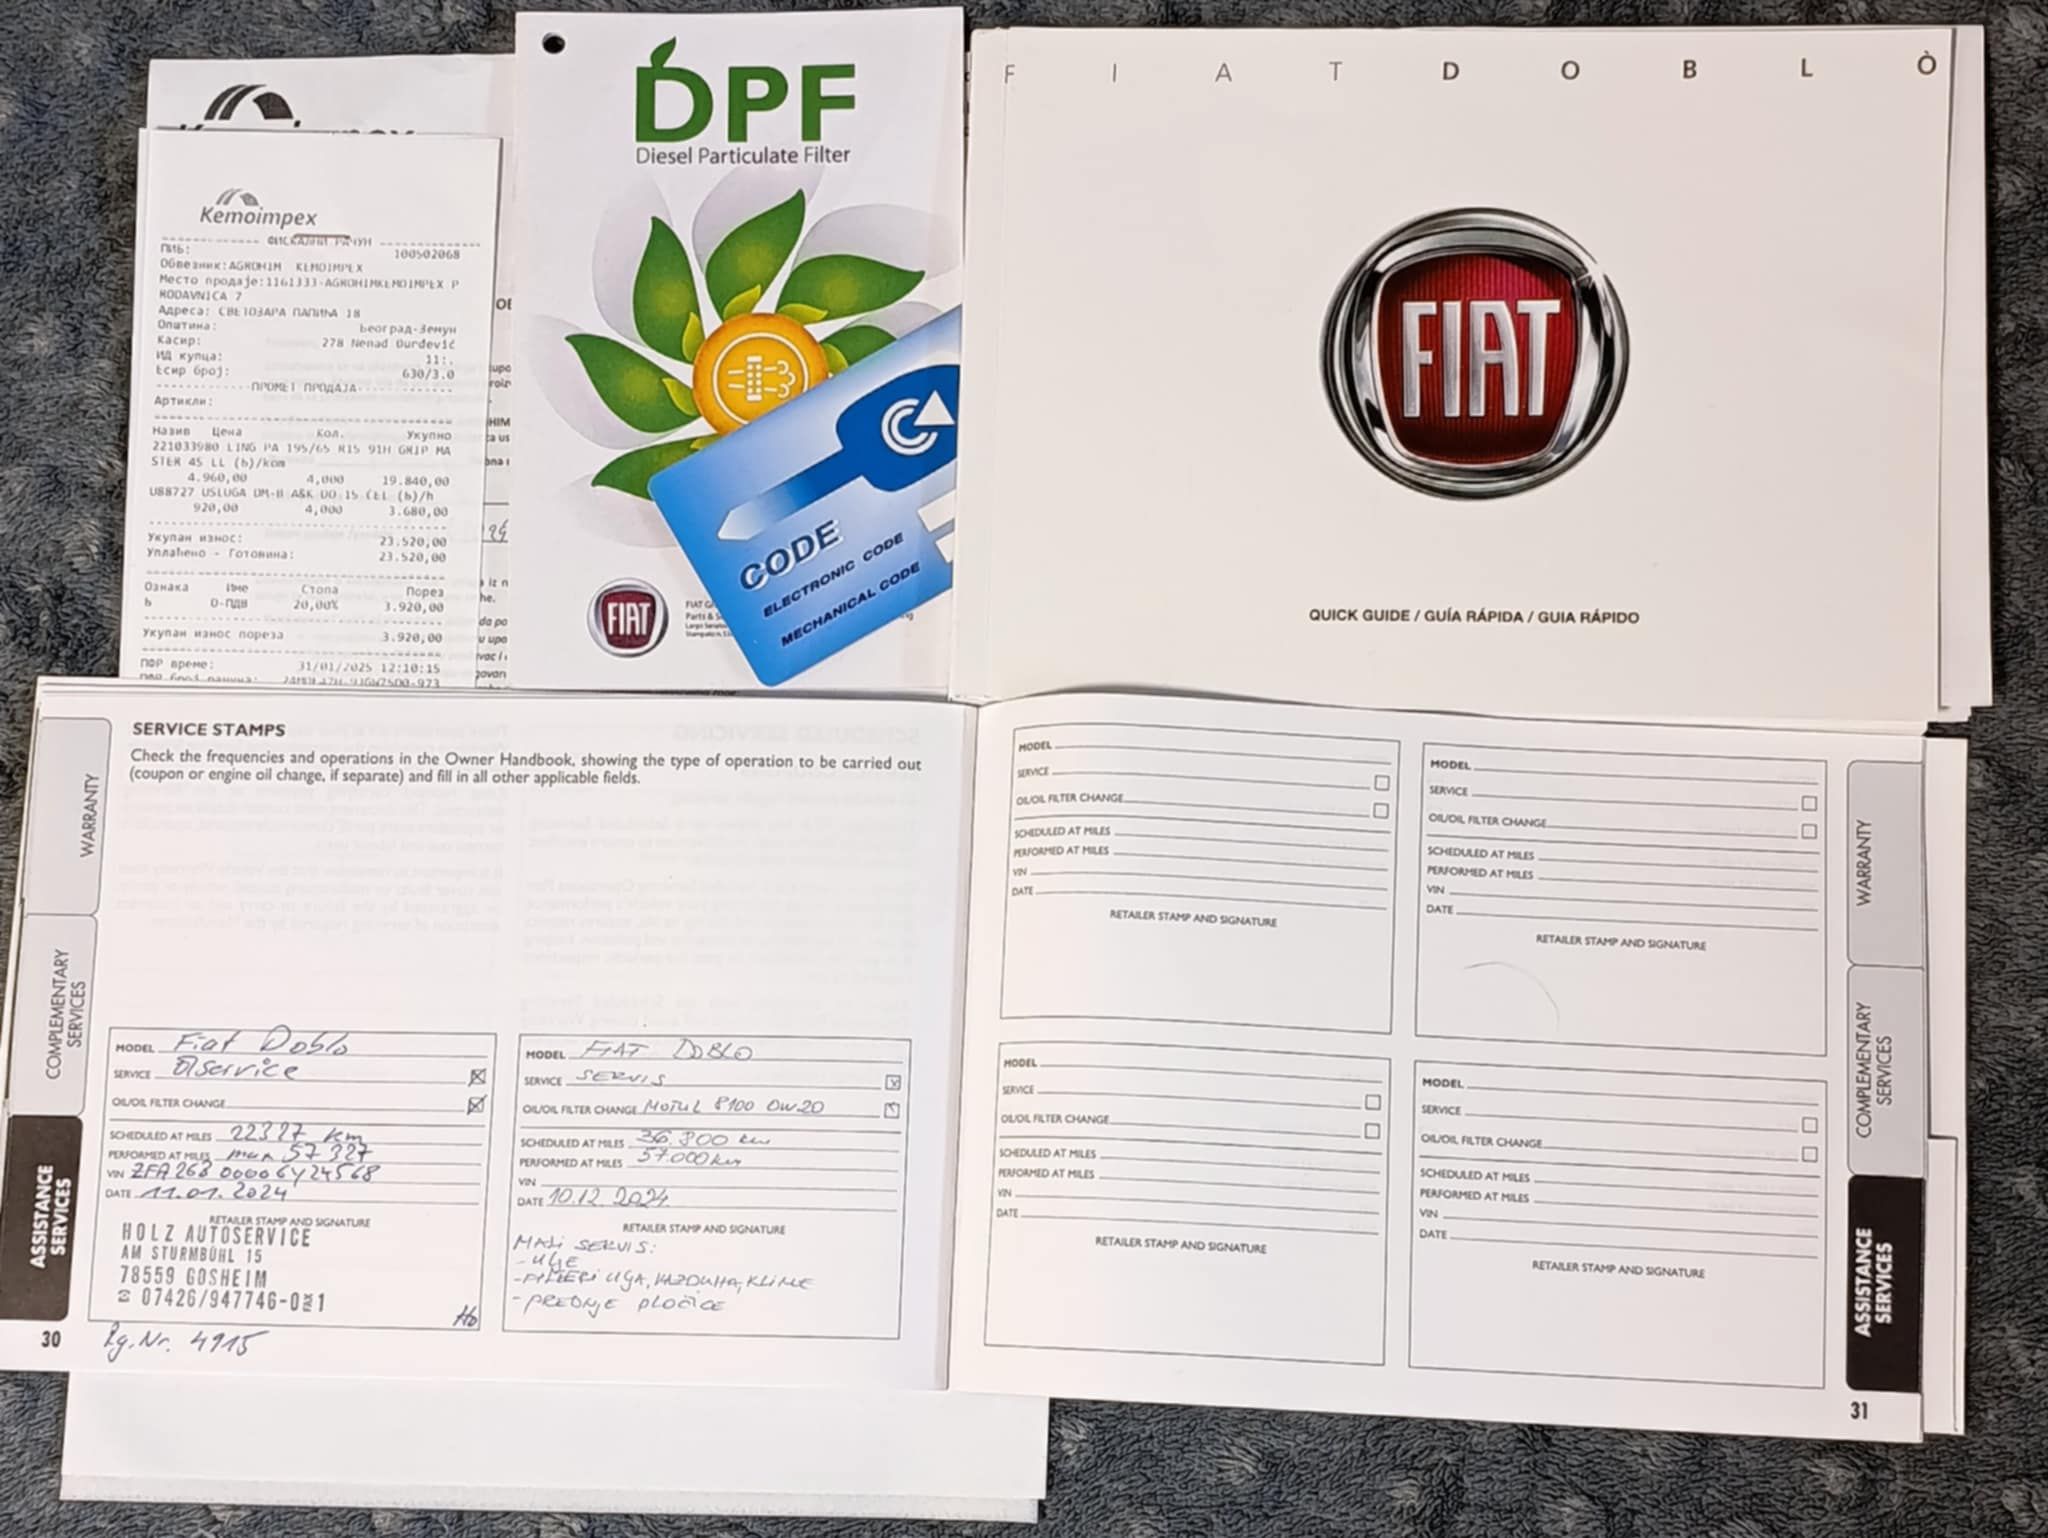 Kemoimpex
ФИСКАЛНИ РАЧУН
ПИБ: 100502068
Обвезник:AGROHIM KEMOIMPEX
Место продаје:1161333-AGROHIMKEMOIMPEX P
RODAVNICA 7
Адреса: СВЕТОЗАРА ПАПИЋА 18
Општина: Београд-Земун
Касир: 278 Nenad Đurđević
ИД купца: 11:.
Есир број: 630/3.0
ПРОМЕТ ПРОДАЈА
Артикли:
Назив Цена Кол. Укупно
221033980 LING PA 195/65 R15 91H GRIP MA
STER 4S LL (Ђ)/kom
4.960,00 4,000 19.840,00
U88727 USLUGA DM-B A&K DO 15 CEL (Ђ)/h
920,00 4,000 3.680,00
Укупан износ: 23.520,00
Уплаћено - Готовина: 23.520,00
Ознака Име Стопа Порез
Ђ О-ПДВ 20,00% 3.920,00
Укупан износ пореза 3.920,00
ПФР време: 31/01/2025 12:10:15
DPF
Diesel Particulate Filter
CODE
ELECTRONIC CODE
MECHANICAL CODE
FIAT
FIAT DOBLÒ
FIAT
QUICK GUIDE / GUÍA RÁPIDA / GUIA RÁPIDO
WARRANTY
COMPLEMENTARY
SERVICES
ASSISTANCE
SERVICES
SERVICE STAMPS
Check the frequencies and operations in the Owner Handbook, showing the type of operation to be carried out
(coupon or engine oil change, if separate) and fill in all other applicable fields.
MODEL Fiat Doblo
SERVICE Ölservice
OIL/OIL FILTER CHANGE
SCHEDULED AT MILES 22327 km
PERFORMED AT MILES 57 327
VIN ZFA26300006Y24568
DATE 11.01.2024
RETAILER STAMP AND SIGNATURE
HOLZ AUTOSERVICE
AM STURMBÜHL 15
78559 GOSHEIM
☎ 07426/947746-0 FAX 1
Ho
Rg.Nr. 4915
30
MODEL FIAT DOBLO
SERVICE SERVIS
OIL/OIL FILTER CHANGE MOTUL 8100 0W20
SCHEDULED AT MILES 36.800 km
PERFORMED AT MILES 57.000 km
VIN
DATE 10.12.2024.
RETAILER STAMP AND SIGNATURE
MALI SERVIS:
- ULJE
- FILTERI ULJA, VAZDUHA, KLIME
- PREDNJE PLOČICE
MODEL
SERVICE
OIL/OIL FILTER CHANGE
SCHEDULED AT MILES
PERFORMED AT MILES
VIN
DATE
RETAILER STAMP AND SIGNATURE
MODEL
SERVICE
OIL/OIL FILTER CHANGE
SCHEDULED AT MILES
PERFORMED AT MILES
VIN
DATE
RETAILER STAMP AND SIGNATURE
MODEL
SERVICE
OIL/OIL FILTER CHANGE
SCHEDULED AT MILES
PERFORMED AT MILES
VIN
DATE
RETAILER STAMP AND SIGNATURE
MODEL
SERVICE
OIL/OIL FILTER CHANGE
SCHEDULED AT MILES
PERFORMED AT MILES
VIN
DATE
RETAILER STAMP AND SIGNATURE
WARRANTY
COMPLEMENTARY
SERVICES
ASSISTANCE
SERVICES
31